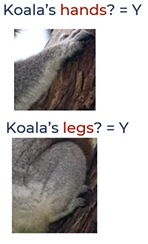 Koala’s hands? = Y
Koala’s legs? = Y